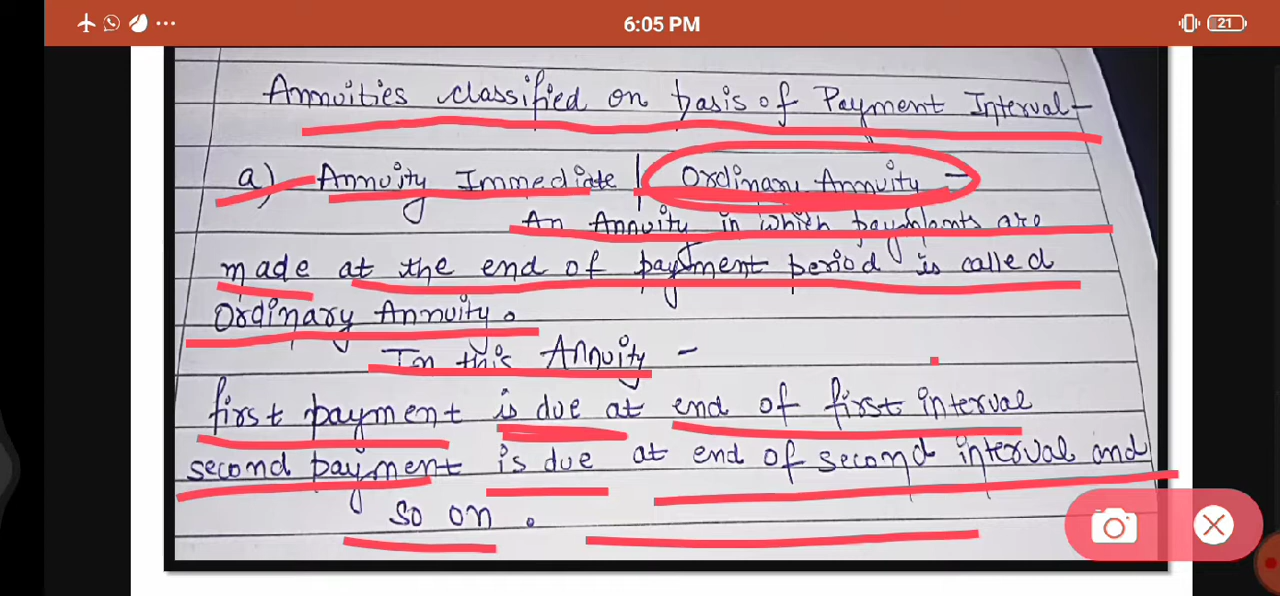 6:05 PM
21
Annuities classified on basis of Payment Interval-
a) Annuity Immediate | Ordinary Annuity -
An Annuity in which payments are
made at the end of payment period is called
Ordinary Annuity.
In this Annuity -
first payment is due at end of first interval
second payment is due at end of second interval and
so on.